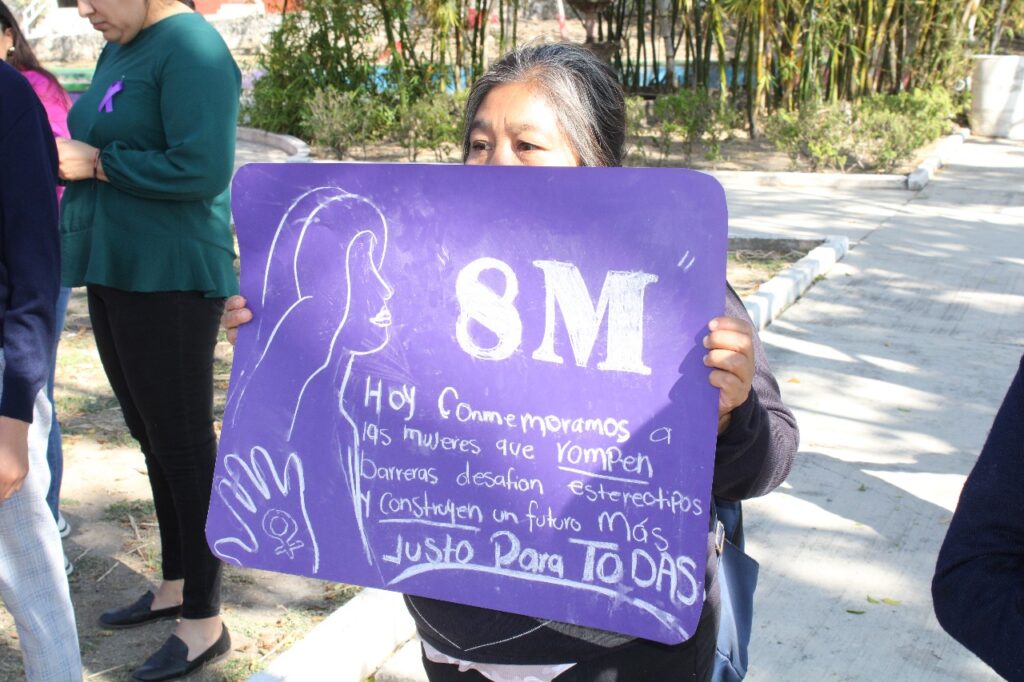 "8M"
Hoy Conmemoramos a
las mujeres que rompen
barreras desafian estereotipos
y construyen un futuro Más
Justo Para TODAS